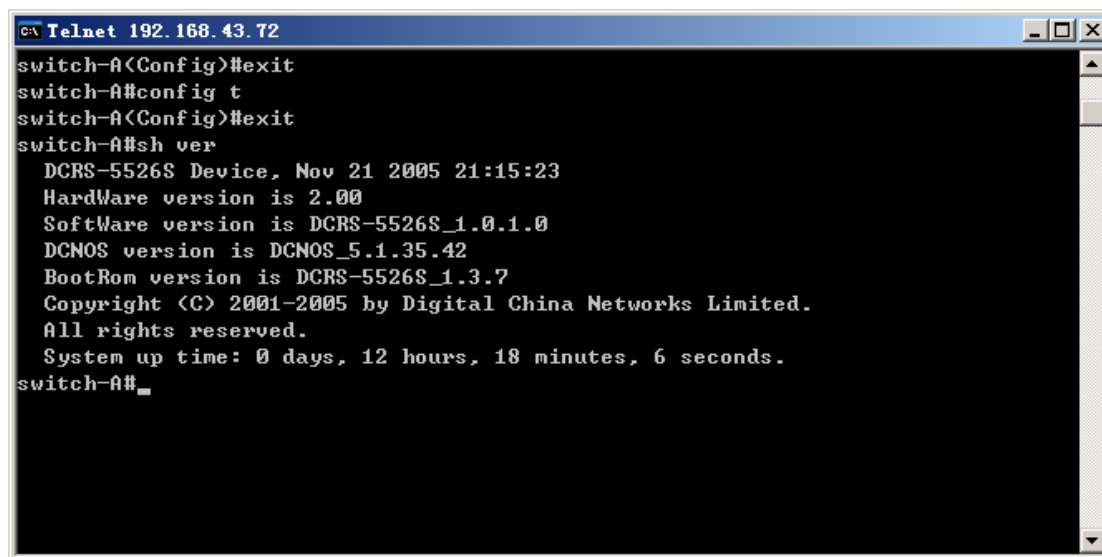 Telnet 192.168.43.72
switch-A(Config)#exit
switch-A#config t
switch-A(Config)#exit
switch-A#sh ver
DCRS-5526S Device, Nov 21 2005 21:15:23
HardWare version is 2.00
SoftWare version is DCRS-5526S_1.0.1.0
DCNOS version is DCNOS_5.1.35.42
BootRom version is DCRS-5526S_1.3.7
Copyright (C) 2001-2005 by Digital China Networks Limited.
All rights reserved.
System up time: 0 days, 12 hours, 18 minutes, 6 seconds.
switch-A#_